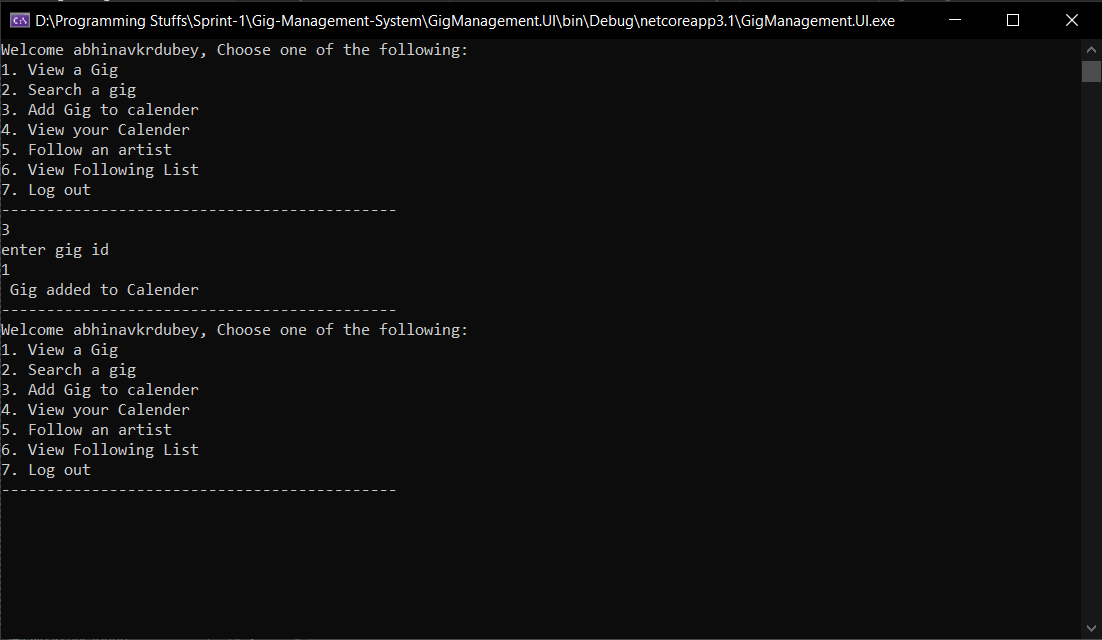 D:\Programming Stuffs\Sprint-1\Gig-Management-System\GigManagement.UI\bin\Debug\netcoreapp3.1\GigManagement.UI.exe
Welcome abhinavkrdubey, Choose one of the following:
1. View a Gig
2. Search a gig
3. Add Gig to calender
4. View your Calender
5. Follow an artist
6. View Following List
7. Log out
--------------------------------------------
3
enter gig id
1
 Gig added to Calender
--------------------------------------------
Welcome abhinavkrdubey, Choose one of the following:
1. View a Gig
2. Search a gig
3. Add Gig to calender
4. View your Calender
5. Follow an artist
6. View Following List
7. Log out
--------------------------------------------